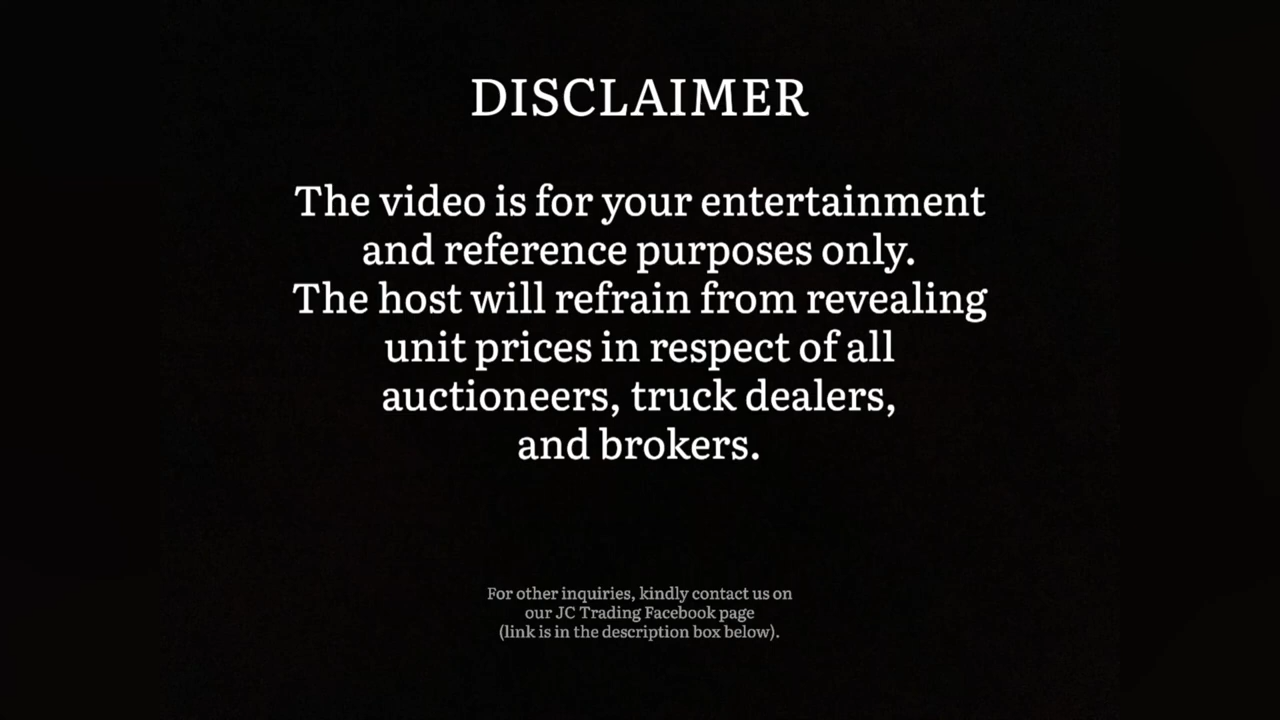 DISCLAIMER
The video is for your entertainment
and reference purposes only.
The host will refrain from revealing
unit prices in respect of all
auctioneers, truck dealers,
and brokers.
For other inquiries, kindly contact us on
our JC Trading Facebook page
(link is in the description box below).